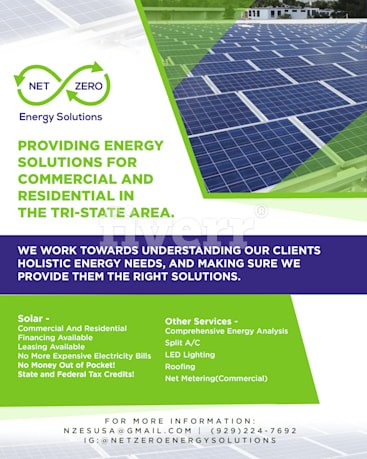 NET ZERO
Energy Solutions
PROVIDING ENERGY
SOLUTIONS FOR
COMMERCIAL AND
RESIDENTIAL IN
THE TRI-STATE AREA.
fiverr®
WE WORK TOWARDS UNDERSTANDING OUR CLIENTS
HOLISTIC ENERGY NEEDS, AND MAKING SURE WE
PROVIDE THEM THE RIGHT SOLUTIONS.
Solar -
Commercial And Residential
Financing Available
Leasing Available
No More Expensive Electricity Bills
No Money Out of Pocket!
State and Federal Tax Credits!
Other Services -
Comprehensive Energy Analysis
Split A/C
LED Lighting
Roofing
Net Metering(Commercial)
FOR MORE INFORMATION:
NZESUSA@GMAIL.COM | (929)224-7692
IG:@NETZEROENERGYSOLUTIONS